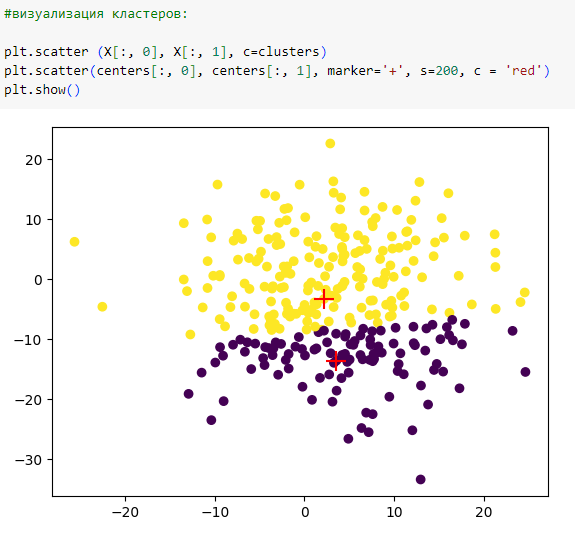 #визуализация кластеров:
plt.scatter (X[:, 0], X[:, 1], c=clusters)
plt.scatter(centers[:, 0], centers[:, 1], marker='+', s=200, c = 'red')
plt.show()
20
10
0
−10
−20
−30
−20 −10 0 10 20